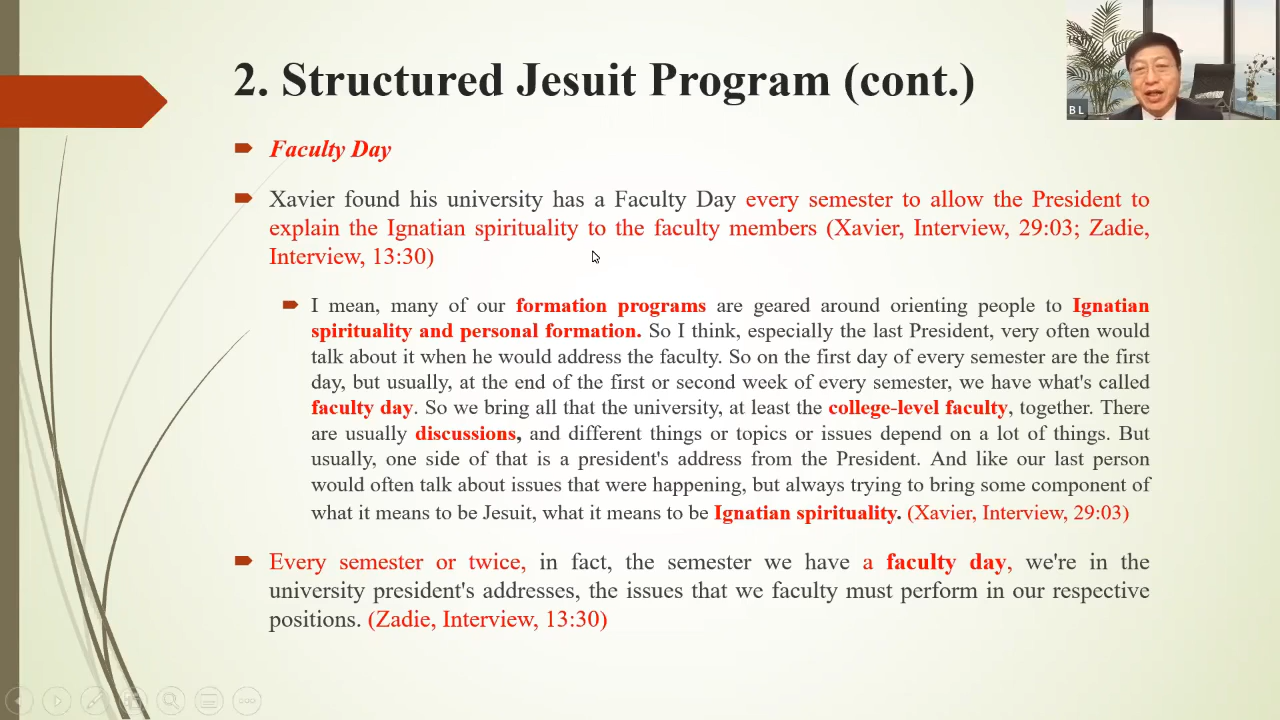 2. Structured Jesuit Program (cont.)
BL
Faculty Day
Xavier found his university has a Faculty Day every semester to allow the President to
explain the Ignatian spirituality to the faculty members (Xavier, Interview, 29:03; Zadie,
Interview, 13:30)
I mean, many of our formation programs are geared around orienting people to Ignatian
spirituality and personal formation. So I think, especially the last President, very often would
talk about it when he would address the faculty. So on the first day of every semester are the first
day, but usually, at the end of the first or second week of every semester, we have what's called
faculty day. So we bring all that the university, at least the college-level faculty, together. There
are usually discussions, and different things or topics or issues depend on a lot of things. But
usually, one side of that is a president's address from the President. And like our last person
would often talk about issues that were happening, but always trying to bring some component of
what it means to be Jesuit, what it means to be Ignatian spirituality. (Xavier, Interview, 29:03)
Every semester or twice, in fact, the semester we have a faculty day, we're in the
university president's addresses, the issues that we faculty must perform in our respective
positions. (Zadie, Interview, 13:30)